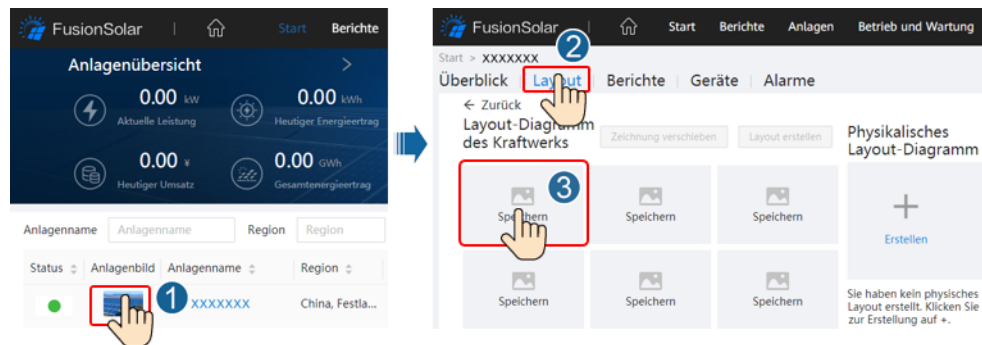 FusionSolar
Start Berichte
Anlagenübersicht >
0.00 kW
Aktuelle Leistung
0.00 kWh
Heutiger Energieertrag
0.00 ¥
Heutiger Umsatz
0.00 GWh
Gesamtenergieertrag
Anlagenname Anlagenname Region Region
Status Anlagenbild Anlagenname Region
1 XXXXXXX China, Festla...
FusionSolar Start Berichte Anlagen Betrieb und Wartung
2
Start > XXXXXXX
Überblick Layout Berichte Geräte Alarme
← Zurück
Layout-Diagramm
des Kraftwerks
Zeichnung verschieben Layout erstellen
Physikalisches
Layout-Diagramm
3
Speichern Speichern Speichern
+
Erstellen
Speichern Speichern Speichern
Sie haben kein physisches
Layout erstellt. Klicken Sie
zur Erstellung auf +.